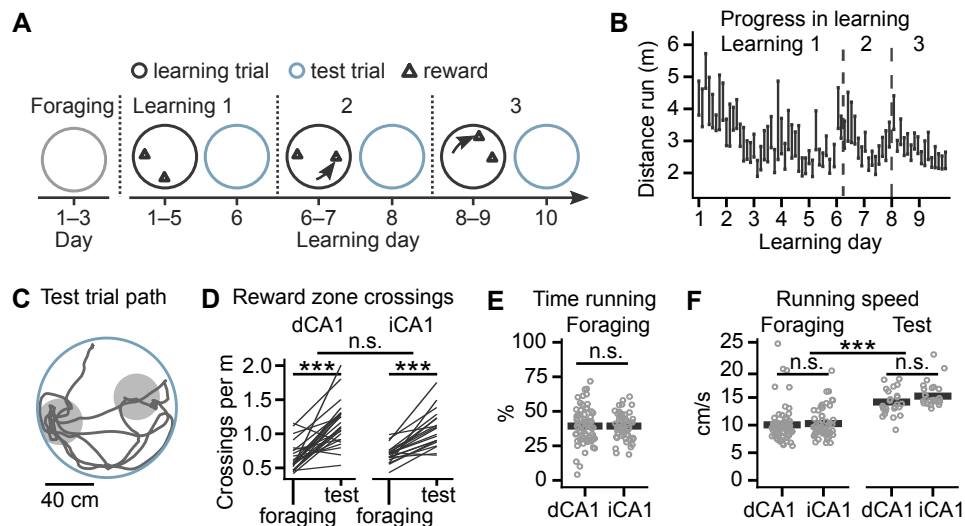 A
learning trial test trial reward
Foraging Learning 1 2 3
1–3 1–5 6 6–7 8 8–9 10
Day Learning day
B
Progress in learning
Learning 1 2 3
Distance run (m)
6
5
4
3
2
1 2 3 4 5 6 7 8 9
Learning day
C Test trial path
40 cm
D Reward zone crossings
dCA1 iCA1
n.s.
*** ***
Crossings per m
2.0
1.5
1.0
0.5
test test
foraging foraging
E Time running
Foraging
n.s.
%
100
80
60
40
20
0
dCA1 iCA1
F Running speed
Foraging Test
***
n.s. n.s.
cm/s
25
20
15
10
5
0
dCA1 iCA1 dCA1 iCA1